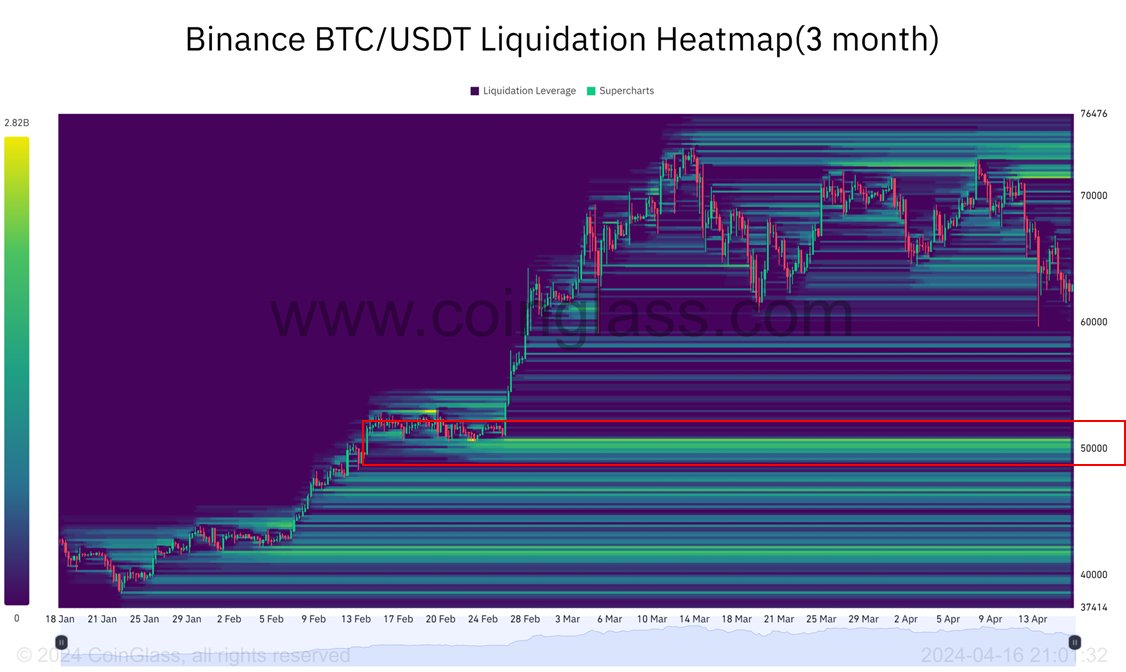 Binance BTC/USDT Liquidation Heatmap(3 month)
Liquidation Leverage Supercharts
2.82B
76476
70000
www.coinglass.com
60000
50000
40000
37414
0
18 Jan 21 Jan 25 Jan 29 Jan 2 Feb 5 Feb 9 Feb 13 Feb 17 Feb 20 Feb 24 Feb 28 Feb 3 Mar 6 Mar 10 Mar 14 Mar 18 Mar 21 Mar 25 Mar 29 Mar 2 Apr 5 Apr 9 Apr 13 Apr
© 2024 CoinGlass, all rights reserved 2024-04-16 21:01:32